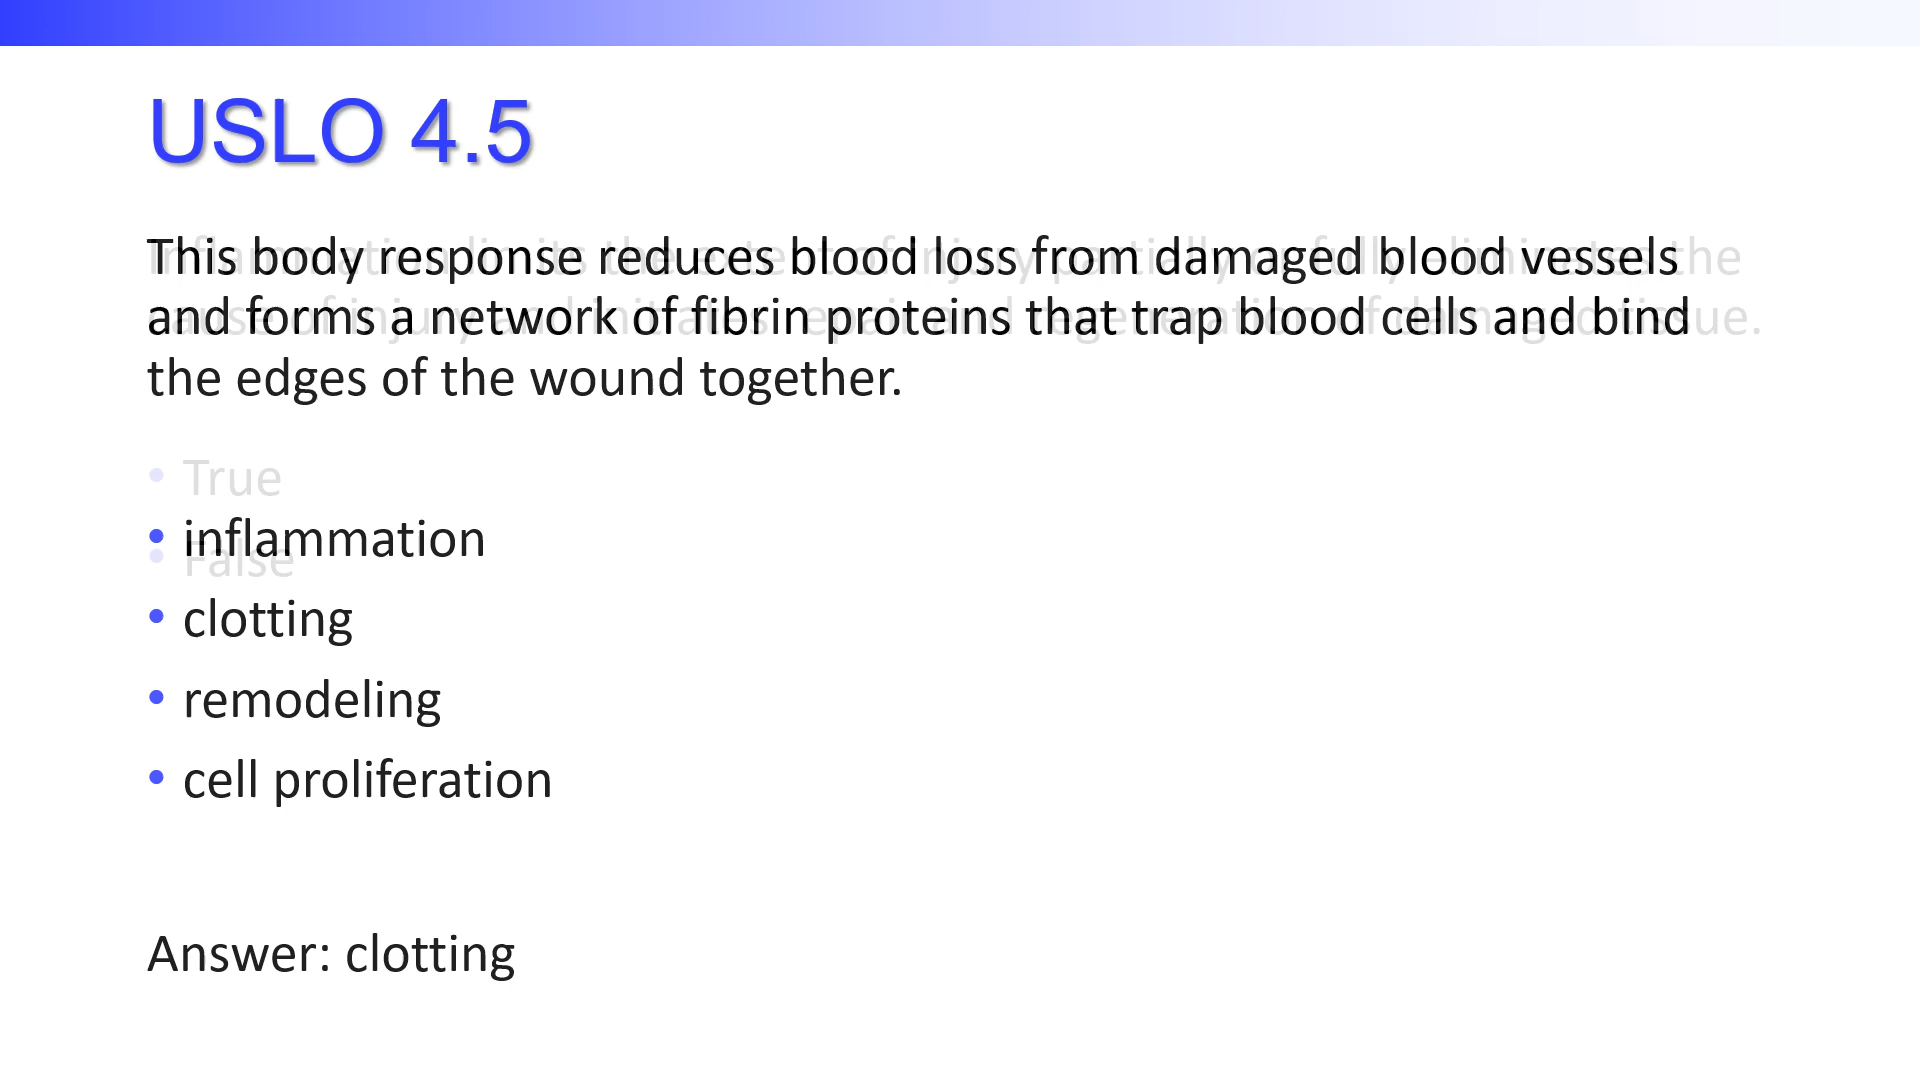 USLO 4.5
This body response reduces blood loss from damaged blood vessels
and forms a network of fibrin proteins that trap blood cells and bind
the edges of the wound together.
True
inflammation
False
clotting
remodeling
cell proliferation
Answer: clotting